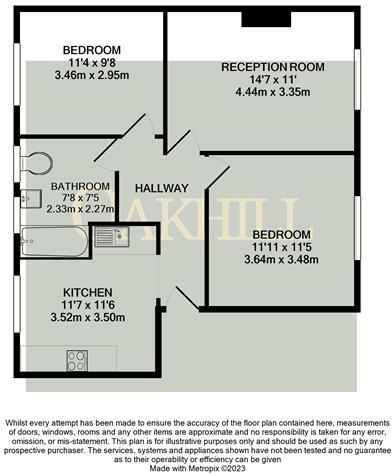 BEDROOM
11'4 x 9'8
3.46m x 2.95m
RECEPTION ROOM
14'7 x 11'
4.44m x 3.35m
BATHROOM
7'8 x 7'5
2.33m x 2.27m
HALLWAY
OAKHILL
BEDROOM
11'11 x 11'5
3.64m x 3.48m
KITCHEN
11'7 x 11'6
3.52m x 3.50m
Whilst every attempt has been made to ensure the accuracy of the floor plan contained here, measurements
of doors, windows, rooms and any other items are approximate and no responsibility is taken for any error,
omission, or mis-statement. This plan is for illustrative purposes only and should be used as such by any
prospective purchaser. The services, systems and appliances shown have not been tested and no guarantee
as to their operability or efficiency can be given
Made with Metropix ©2023